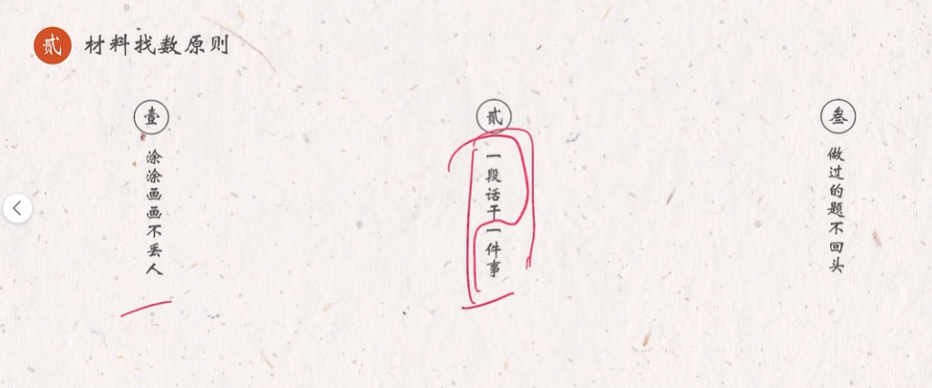 贰 材料找数原则
壹
涂涂画画不丢人
贰
一段话干一件事
叁
做过的题不回头